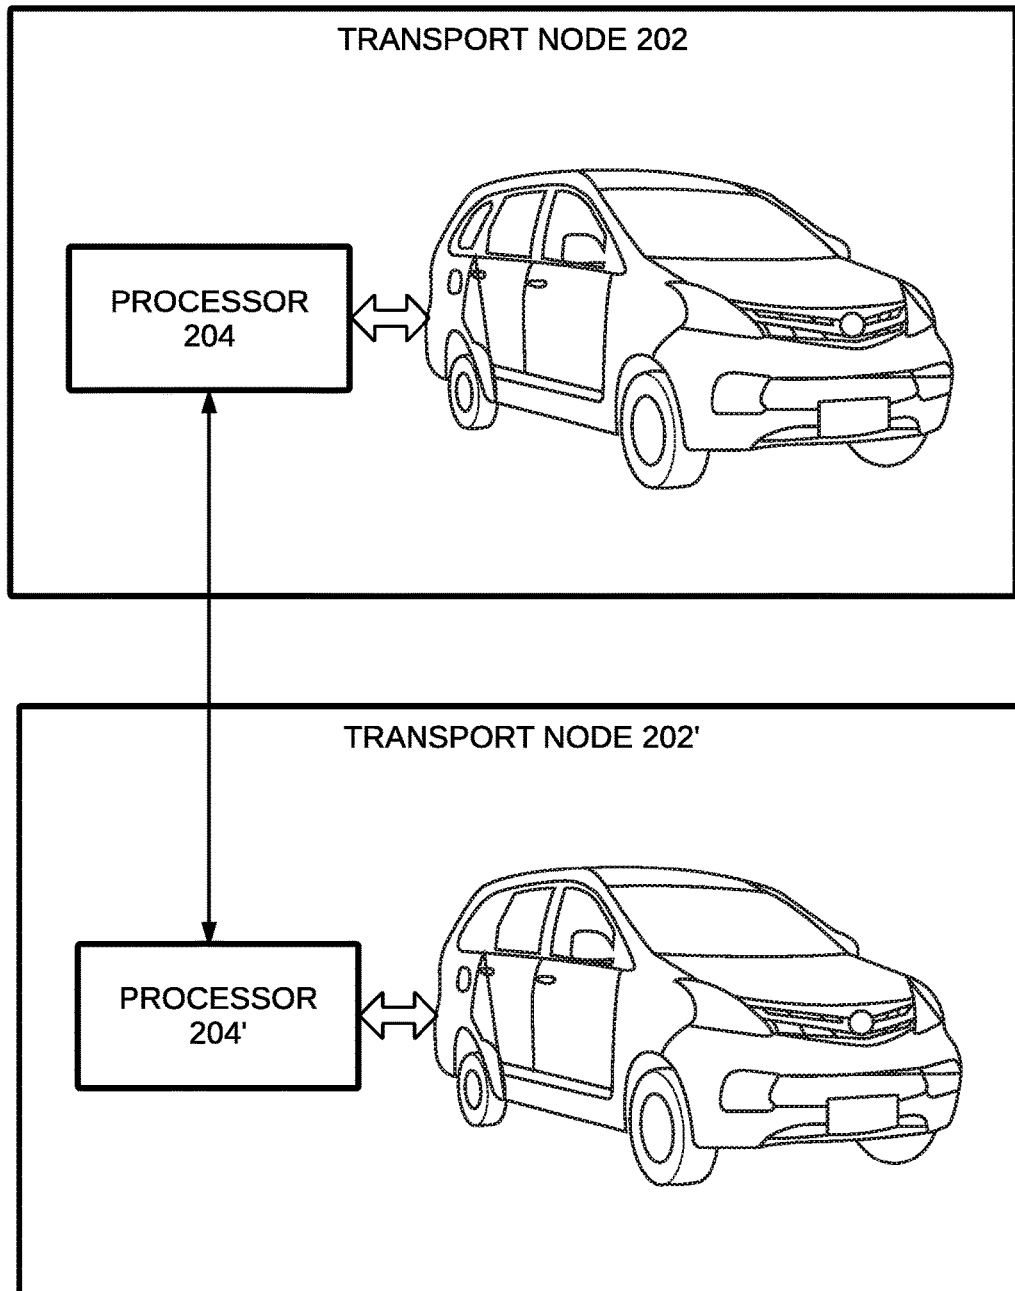 TRANSPORT NODE 202
PROCESSOR
204
TRANSPORT NODE 202'
PROCESSOR
204'